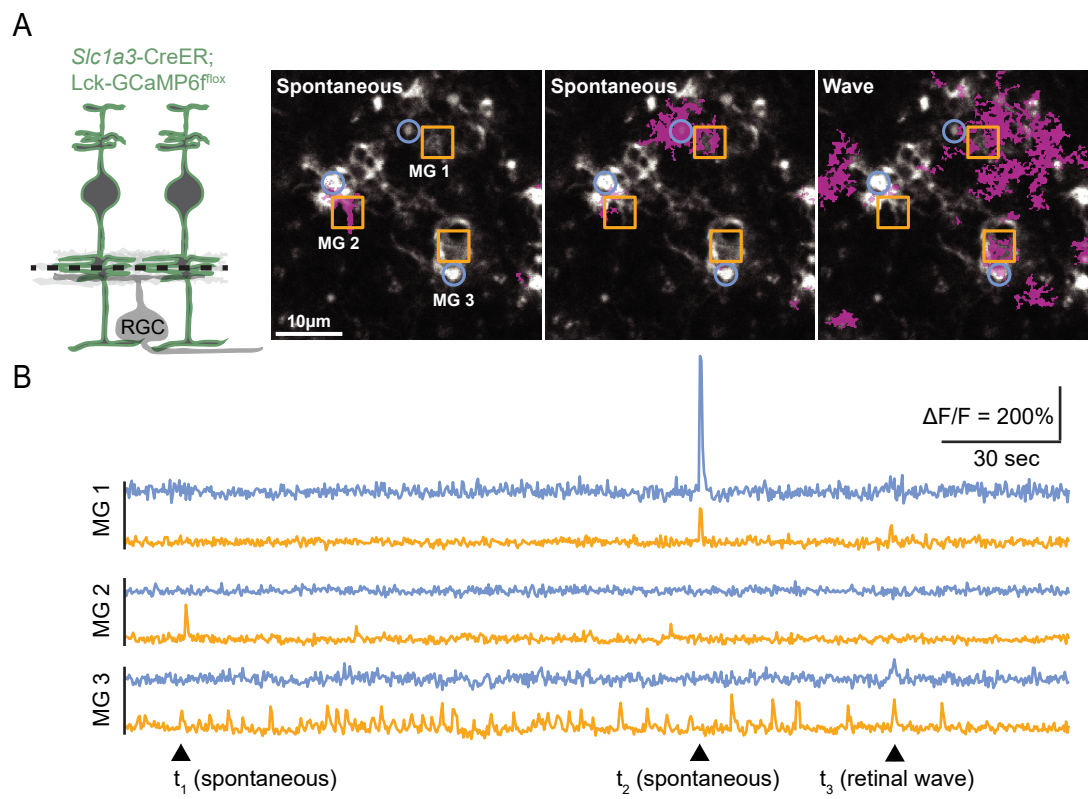 A
Slc1a3-CreER;
Lck-GCaMP6fflox
RGC
Spontaneous
MG 1
MG 2
MG 3
10µm
Spontaneous
Wave
B
ΔF/F = 200%
30 sec
MG 1
MG 2
MG 3
t1 (spontaneous)
t2 (spontaneous)
t3 (retinal wave)